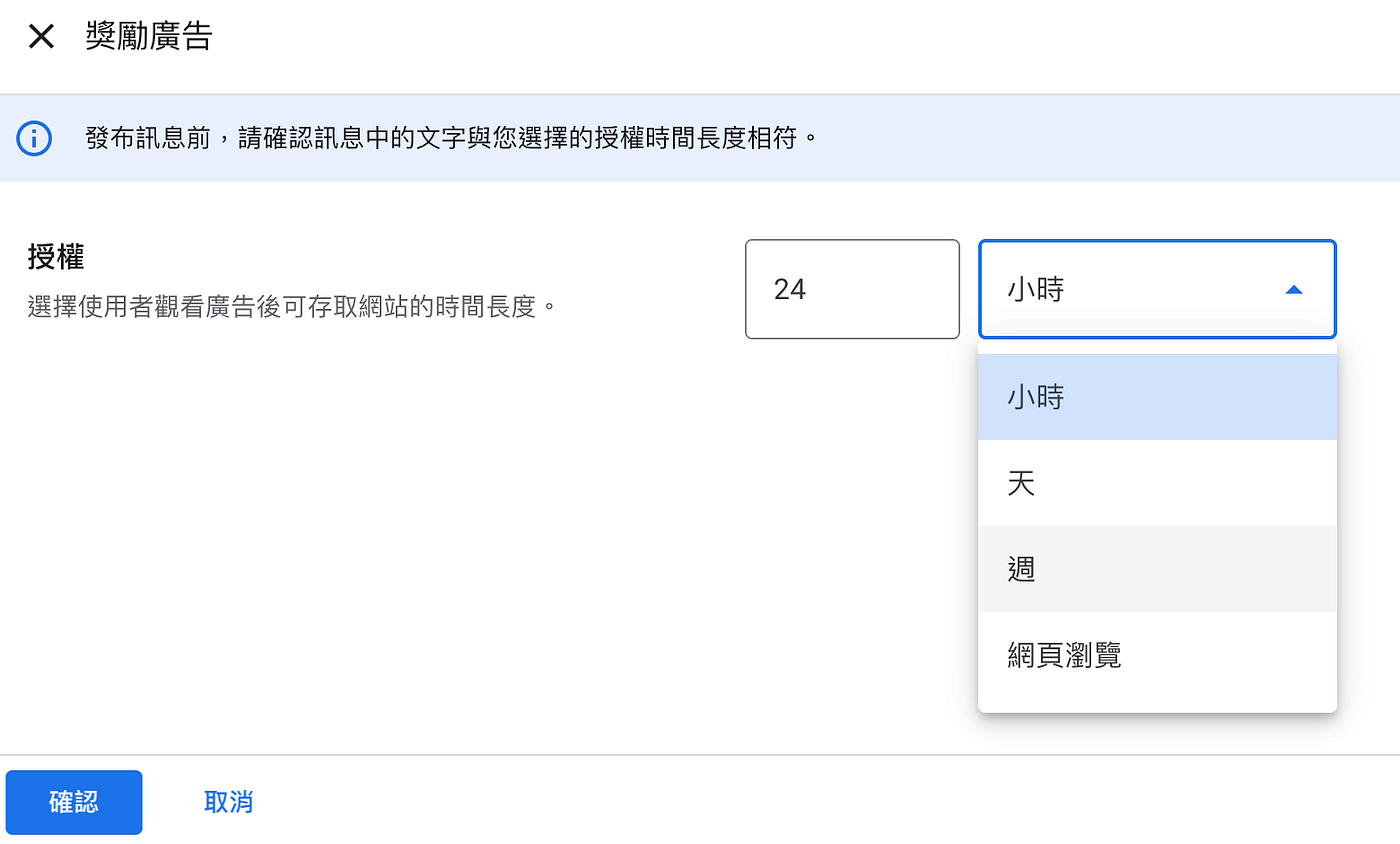 獎勵廣告
發布訊息前，請確認訊息中的文字與您選擇的授權時間長度相符。
授權
選擇使用者觀看廣告後可存取網站的時間長度。
24
小時
小時
天
週
網頁瀏覽
確認
取消